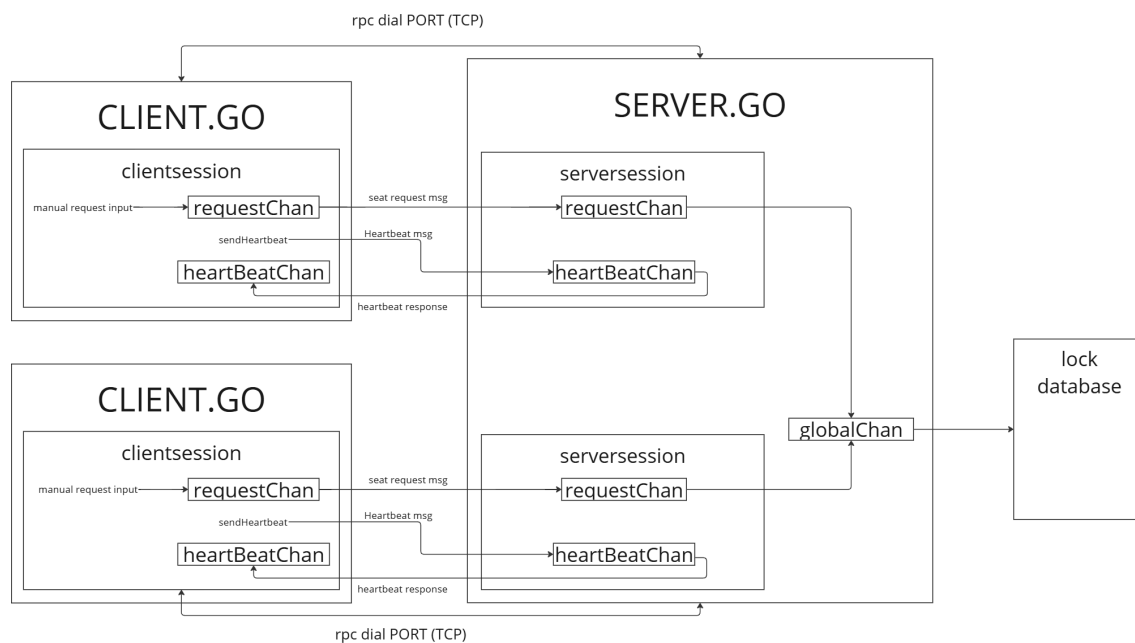 rpc dial PORT (TCP)
CLIENT.GO
SERVER.GO
clientsession
serversession
manual request input
requestChan
seat request msg
requestChan
sendHeartbeat
Heartbeat msg
heartBeatChan
heartBeatChan
heartbeat response
lock
database
CLIENT.GO
globalChan
clientsession
serversession
manual request input
requestChan
seat request msg
requestChan
sendHeartbeat
Heartbeat msg
heartBeatChan
heartBeatChan
heartbeat response
rpc dial PORT (TCP)